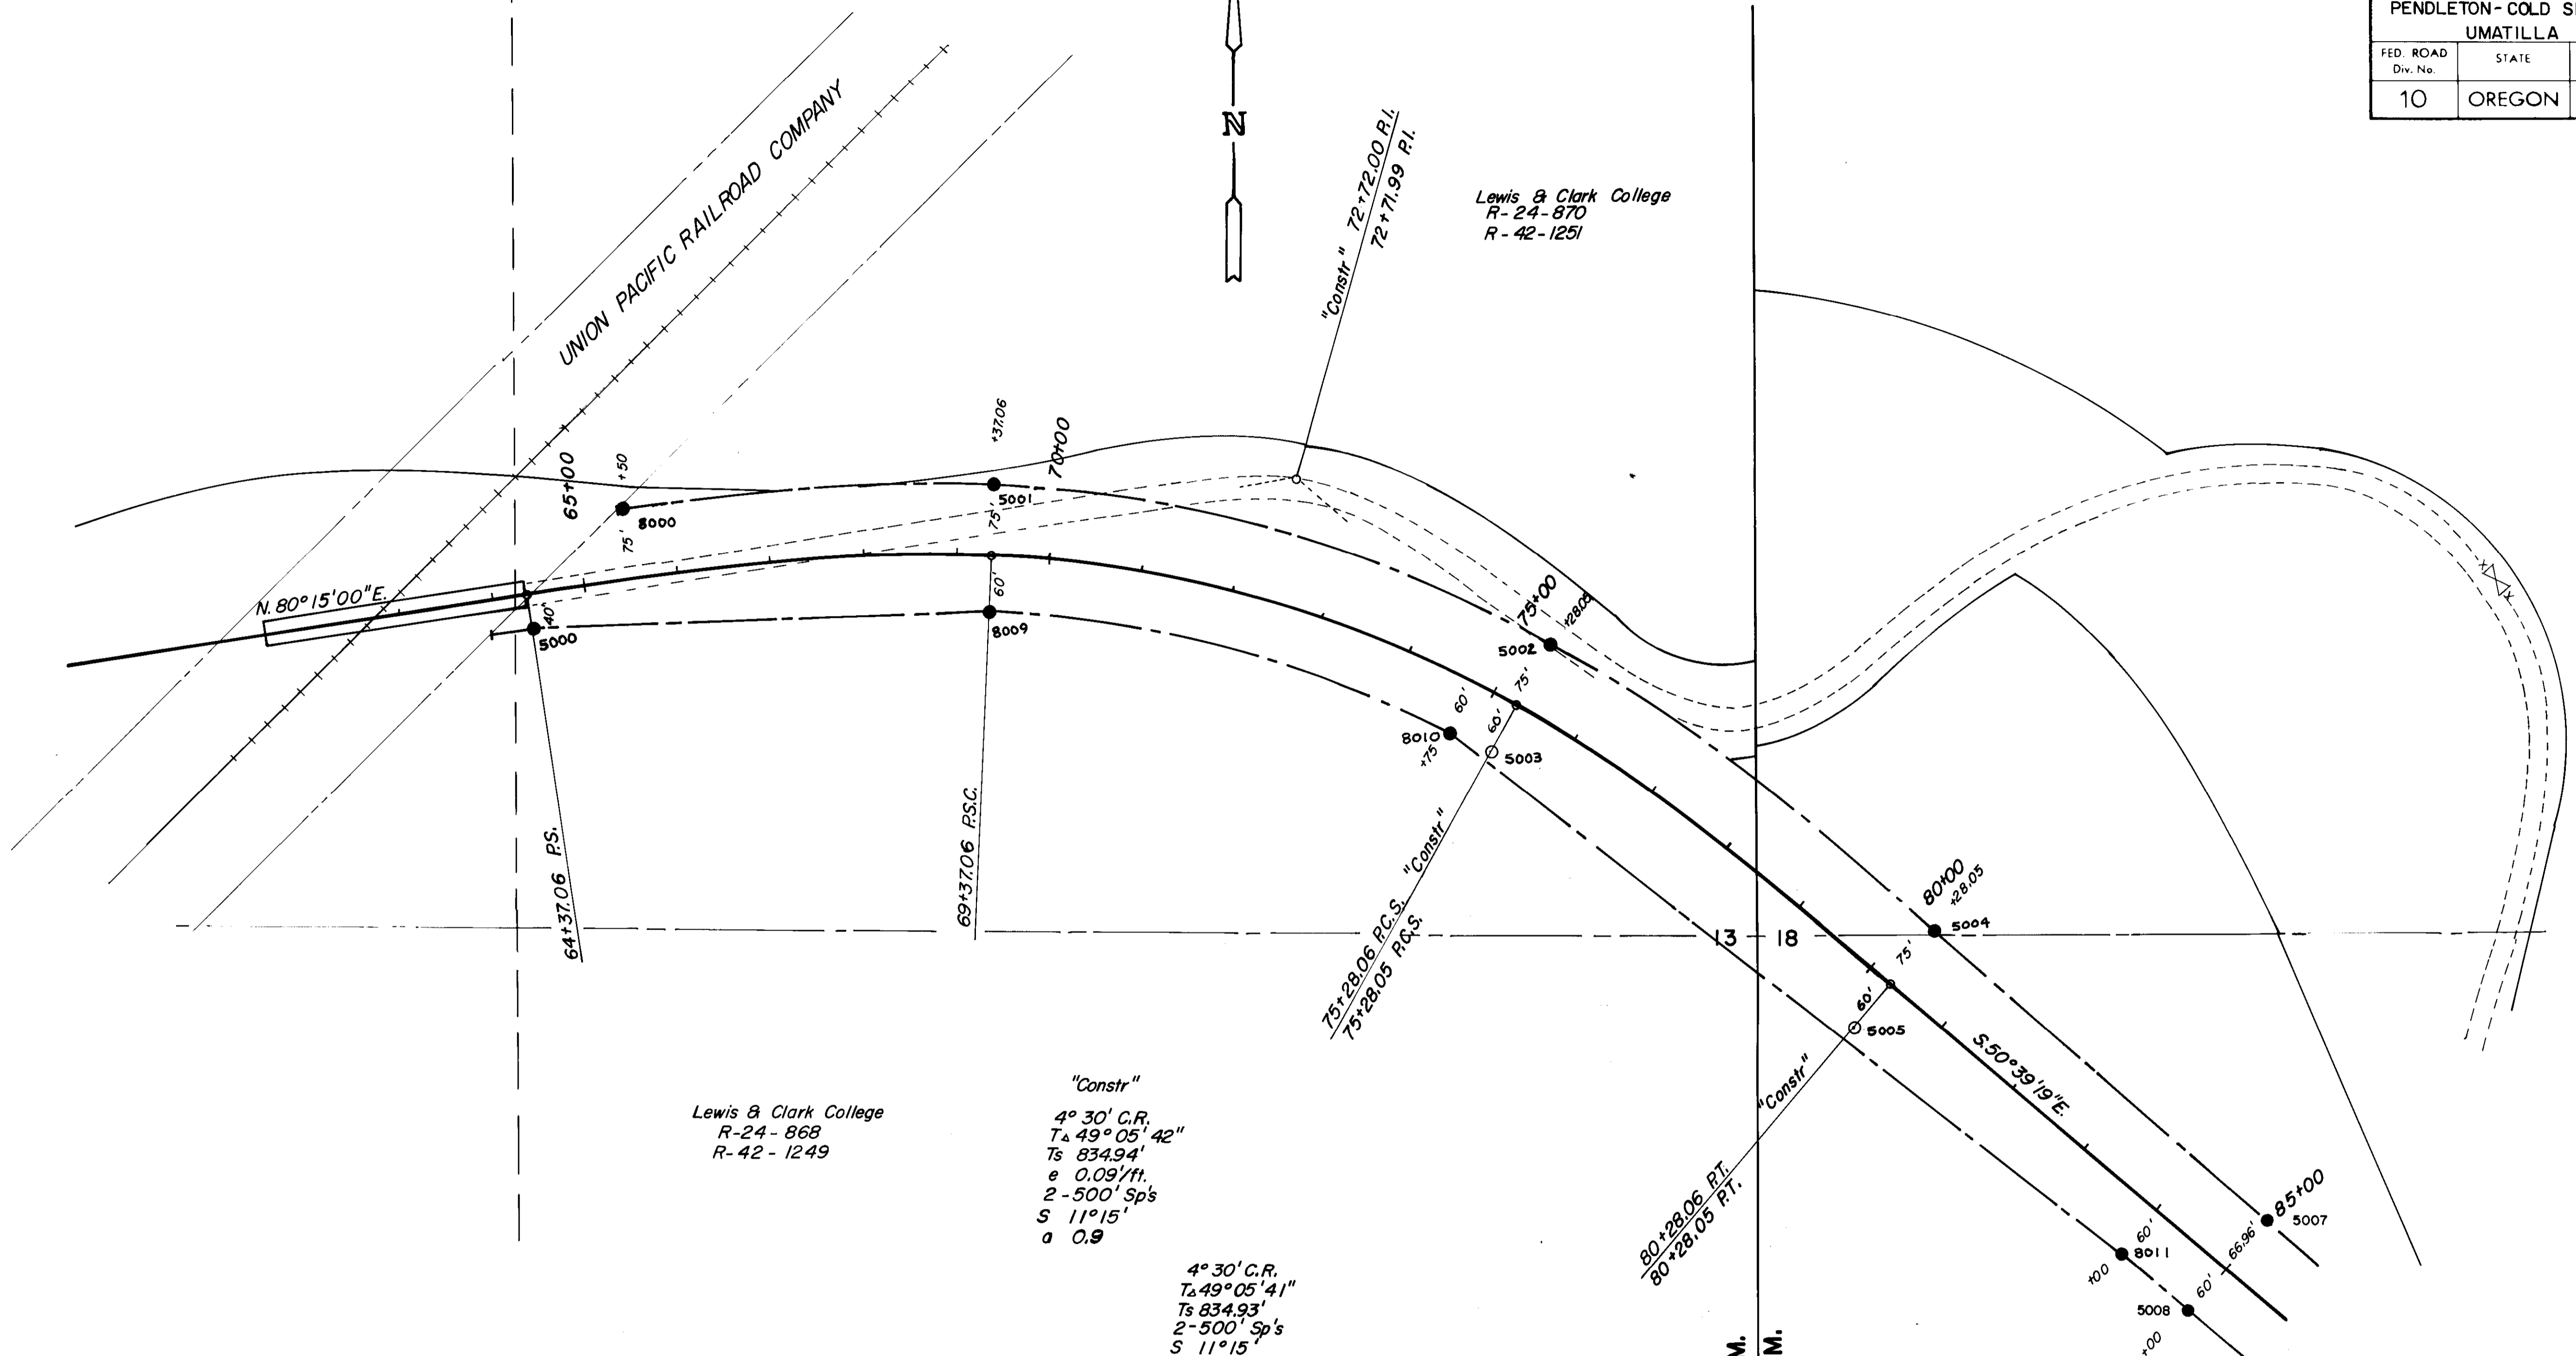 PENDLETON - COLD S
UMATILLA
FED. ROAD
Div. No.
STATE
10
OREGON
UNION PACIFIC RAILROAD COMPANY
N
"Constr" 72+72.00 P.I.
72+71.99 P.I.
Lewis & Clark College
R-24-870
R-42-1251
65+00
+50
8000
75'
+37.06
5001
75'
70+00
N. 80°15'00"E.
40'
5000
60'
8009
75+00
+28.05
5002
75'
60'
60'
8010
+75
5003
64+37.06 P.S.
69+37.06 P.S.C.
75+28.06 P.C.S. "Constr"
75+28.05 P.C.S.
13
18
80+00
+28.05
5004
75'
60'
5005
S.50°39'19"E.
80+28.06 P.T. "Constr"
80+28.05 P.T.
Lewis & Clark College
R-24-868
R-42-1249
"Constr"
4°30' C.R.
T△ 49°05'42"
Ts 834.94'
e 0.09'/ft.
2-500' Sp's
S 11°15'
a 0.9
4°30' C.R.
T△ 49°05'41"
Ts 834.93'
2-500' Sp's
S 11°15'
85+00
5007
66.96'
60'
8011
+00
60'
5008
+00
M.
M.